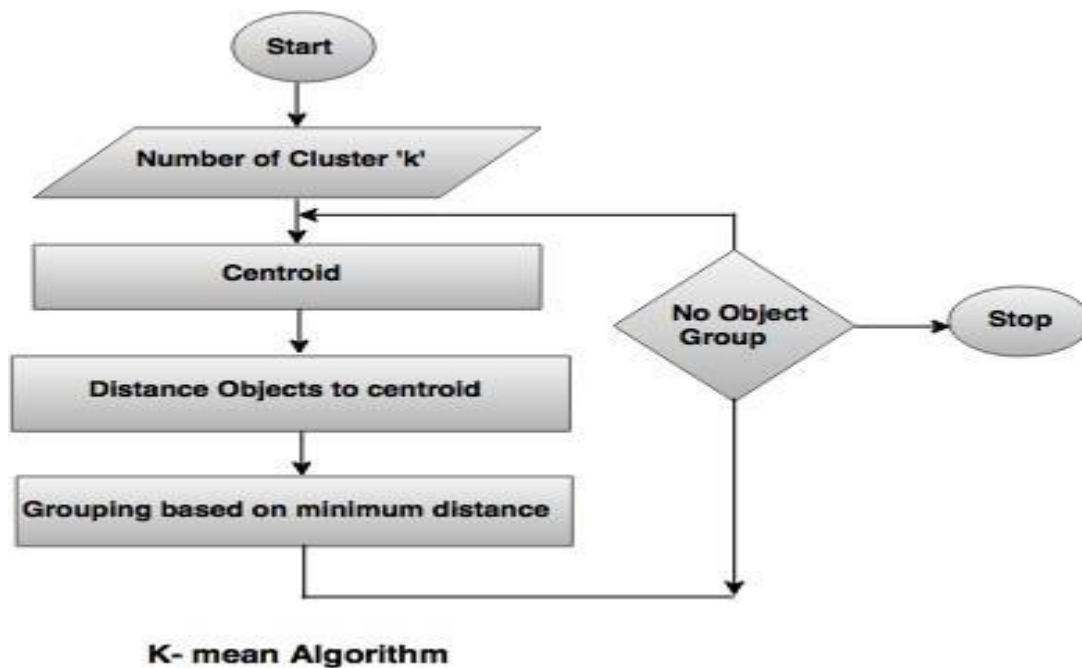 Start
Number of Cluster 'k'
Centroid
Distance Objects to centroid
Grouping based on minimum distance
No Object
Group
Stop
K- mean Algorithm